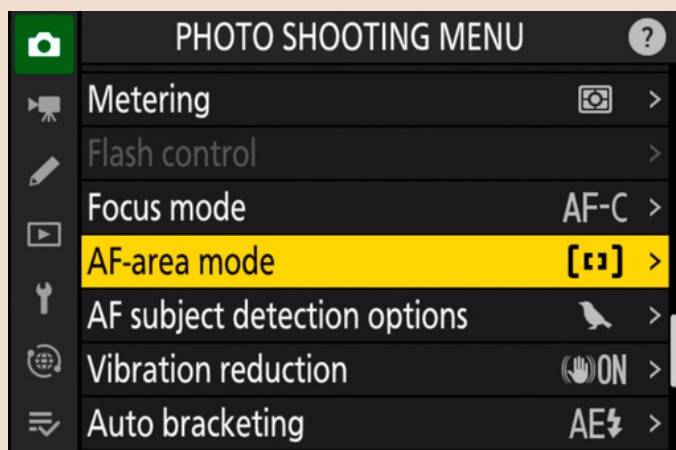 PHOTO SHOOTING MENU ?
Metering >
Flash control >
Focus mode AF-C >
AF-area mode >
AF subject detection options >
Vibration reduction ON >
Auto bracketing AE >